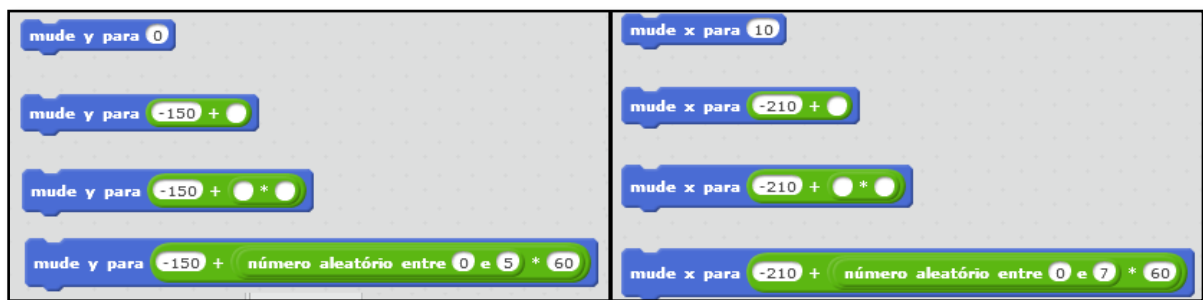 mude y para 0
mude y para -150 +
mude y para -150 + *
mude y para -150 + número aleatório entre 0 e 5 * 60
mude x para 10
mude x para -210 +
mude x para -210 + *
mude x para -210 + número aleatório entre 0 e 7 * 60